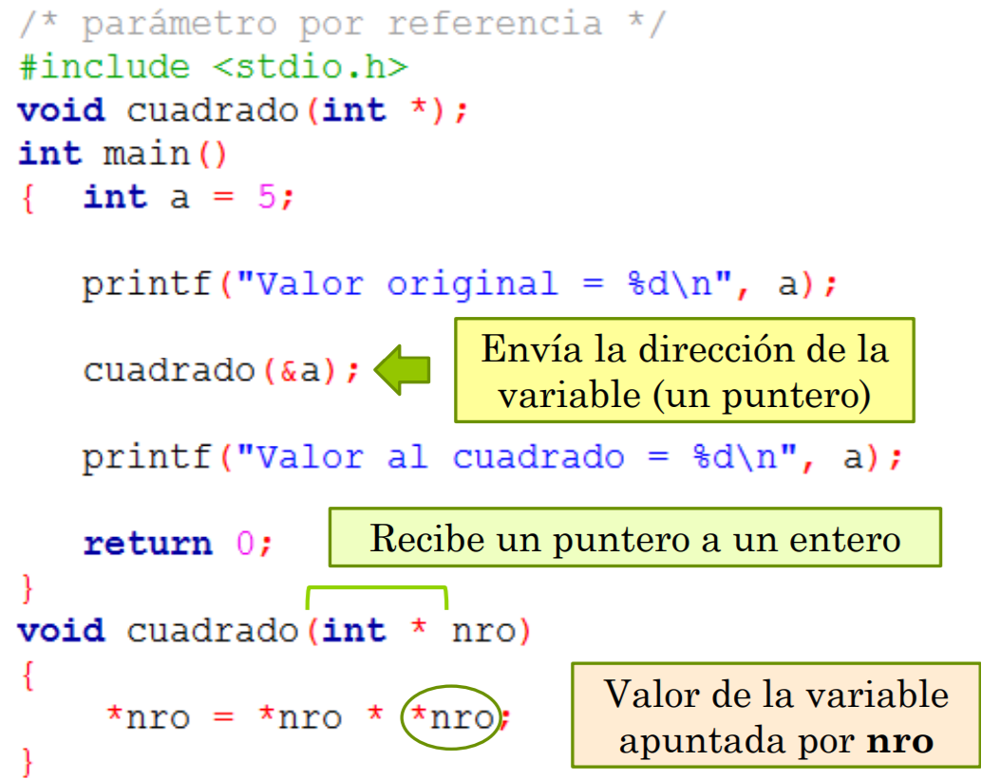 /* parámetro por referencia */
#include <stdio.h>
void cuadrado(int *);
int main()
{  int a = 5;
printf("Valor original = %d\n", a);
cuadrado(&a);
Envía la dirección de la
variable (un puntero)
printf("Valor al cuadrado = %d\n", a);
return 0;
Recibe un puntero a un entero
}
void cuadrado(int * nro)
{
*nro = *nro * *nro;
Valor de la variable
apuntada por nro
}